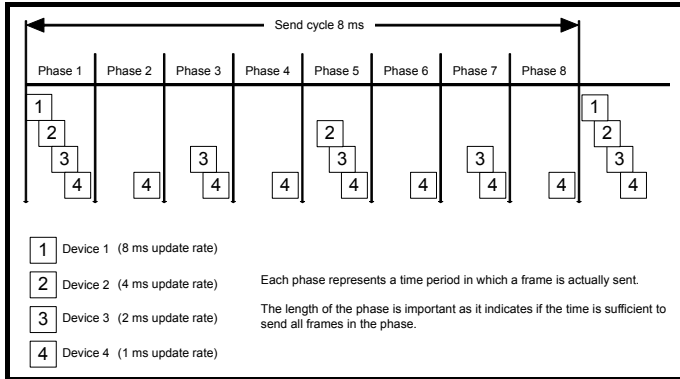 Send cycle 8 ms
Phase 1 Phase 2 Phase 3 Phase 4 Phase 5 Phase 6 Phase 7 Phase 8
1 1
2 2 2
3 3 3 3 3
4 4 4 4 4 4 4 4 4
1 Device 1 (8 ms update rate)
2 Device 2 (4 ms update rate)
3 Device 3 (2 ms update rate)
4 Device 4 (1 ms update rate)
Each phase represents a time period in which a frame is actually sent.
The length of the phase is important as it indicates if the time is sufficient to
send all frames in the phase.